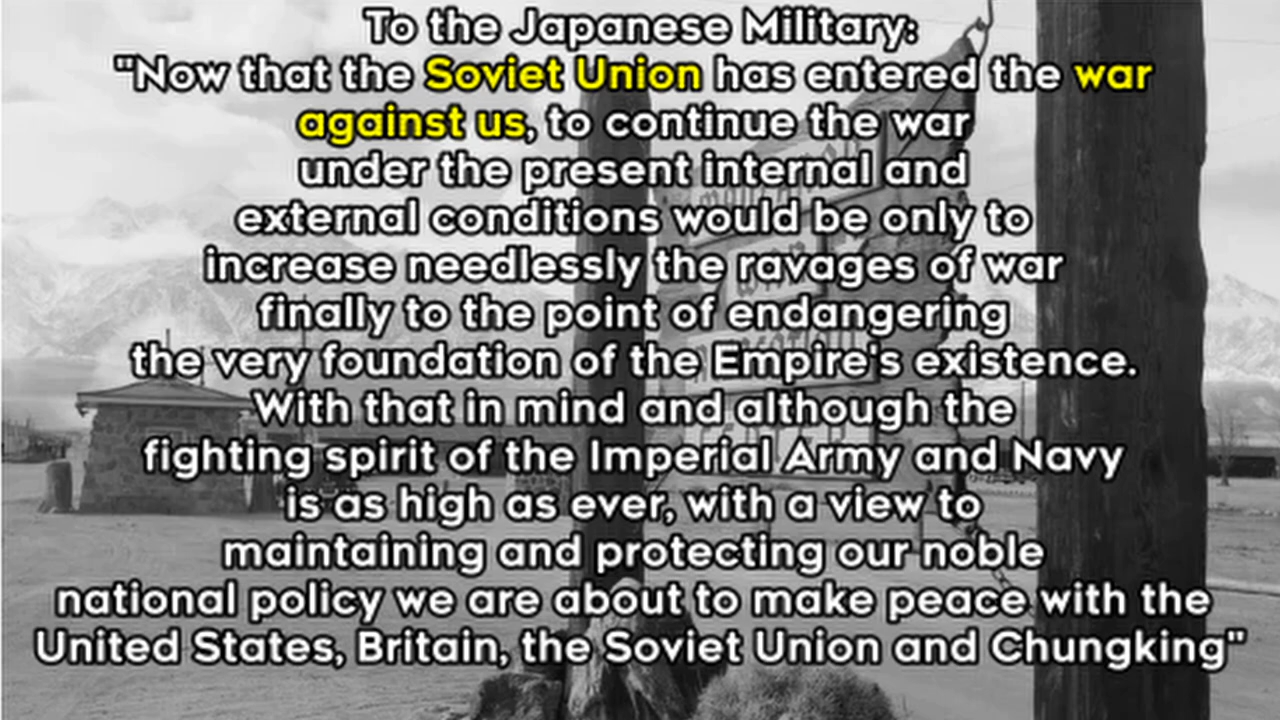 To the Japanese Military:
"Now that the Soviet Union has entered the war
against us, to continue the war
under the present internal and
external conditions would be only to
increase needlessly the ravages of war
finally to the point of endangering
the very foundation of the Empire's existence.
With that in mind and although the
fighting spirit of the Imperial Army and Navy
is as high as ever, with a view to
maintaining and protecting our noble
national policy we are about to make peace with the
United States, Britain, the Soviet Union and Chungking"